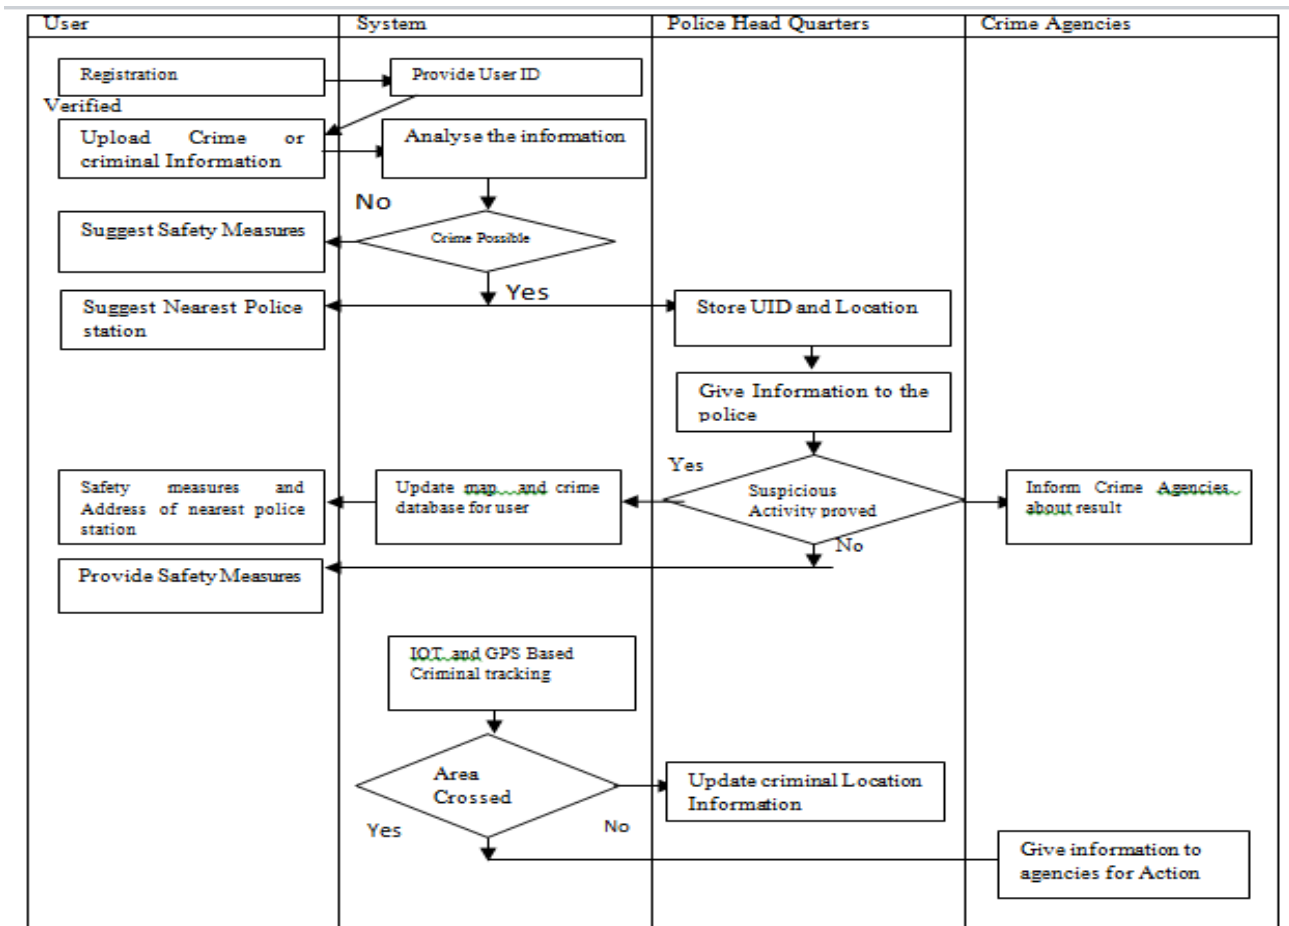 User
System
Police Head Quarters
Crime Agencies
Registration
Provide User ID
Verified
Upload Crime or
criminal Information
Analyse the information
No
Suggest Safety Measures
Crime Possible
Yes
Suggest Nearest Police
station
Store UID and Location
Give Information to the
police
Yes
Safety measures and
Address of nearest police
station
Update map and crime
database for user
Suspicious
Activity proved
Inform Crime Agencies
about result
No
Provide Safety Measures
IOT and GPS Based
Criminal tracking
Area
Crossed
Update criminal Location
Information
Yes
No
Give information to
agencies for Action